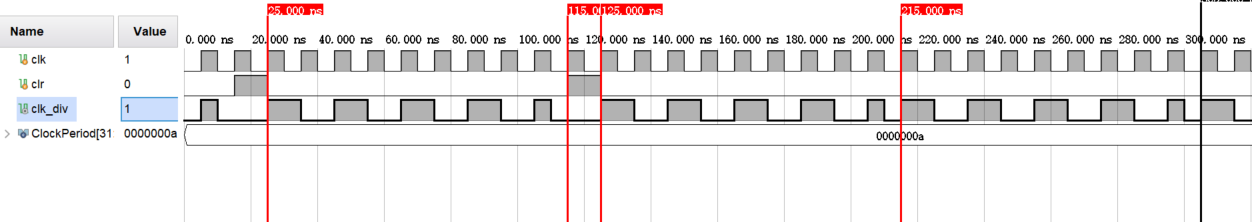 25.000 ns 115.0 125.000 ns 215.000 ns
Name Value
0.000 ns 20. 000 ns 40.000 ns 60.000 ns 80.000 ns 100.000 ns 120.000 ns 140.000 ns 160.000 ns 180.000 ns 200.000 ns 220.000 ns 240.000 ns 260.000 ns 280.000 ns 300.000 ns
clk 1
clr 0
clk_div 1
ClockPeriod[31 0000000a 0000000a